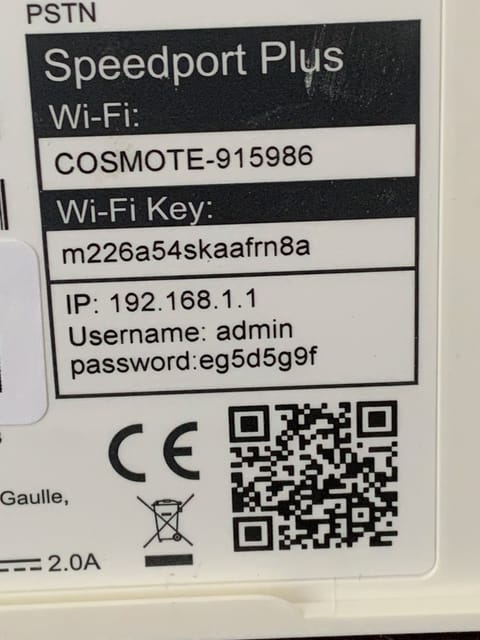 PSTN
Speedport Plus
Wi-Fi:
COSMOTE-915986
Wi-Fi Key:
m226a54skaafrn8a
IP: 192.168.1.1
Username: admin
password:eg5d5g9f
CE
Gaulle,
2.0A